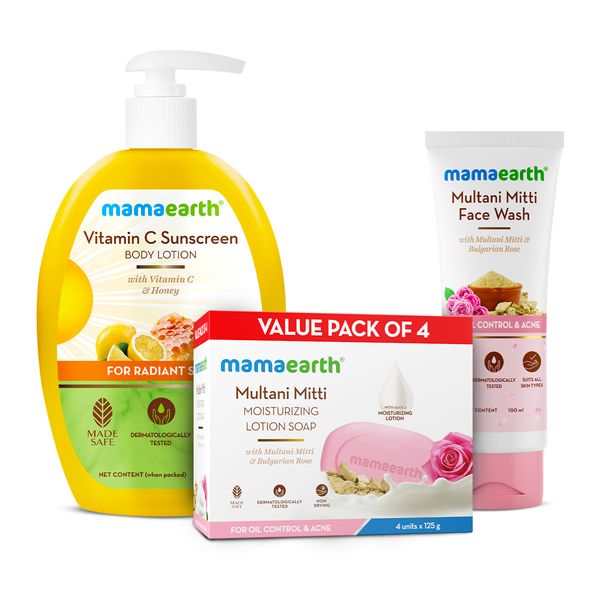 mamaearth®
Vitamin C Sunscreen
BODY LOTION
with Vitamin C
& Honey
FOR RADIANT S
MADE
SAFE
DERMATOLOGICALLY
TESTED
NET CONTENT (when packed)
VALUE PACK OF 4
mamaearth®
Multani Mitti
MOISTURIZING
LOTION SOAP
with Multani Mitti
& Bulgarian Rose
WITH ADDED
MOISTURIZING
LOTION
mamaearth
MADE
SAFE
DERMATOLOGICALLY
TESTED
NON
DRYING
FOR OIL CONTROL & ACNE
4 units x 125 g
mamaearth®
Multani Mitti
Face Wash
with Multani Mitti &
Bulgarian Rose
L CONTROL & ACNE
DERMATOLOGICALLY
TESTED
SUITS ALL
SKIN TYPES
CONTENT 100 ml